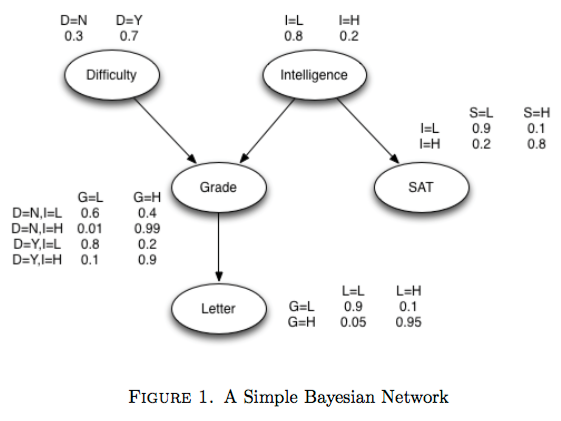 D=N D=Y I=L I=H
0.3 0.7 0.8 0.2
Difficulty Intelligence
S=L S=H
I=L 0.9 0.1
I=H 0.2 0.8
Grade SAT
G=L G=H
D=N,I=L 0.6 0.4
D=N,I=H 0.01 0.99
D=Y,I=L 0.8 0.2
D=Y,I=H 0.1 0.9
L=L L=H
Letter G=L 0.9 0.1
G=H 0.05 0.95
FIGURE 1. A Simple Bayesian Network